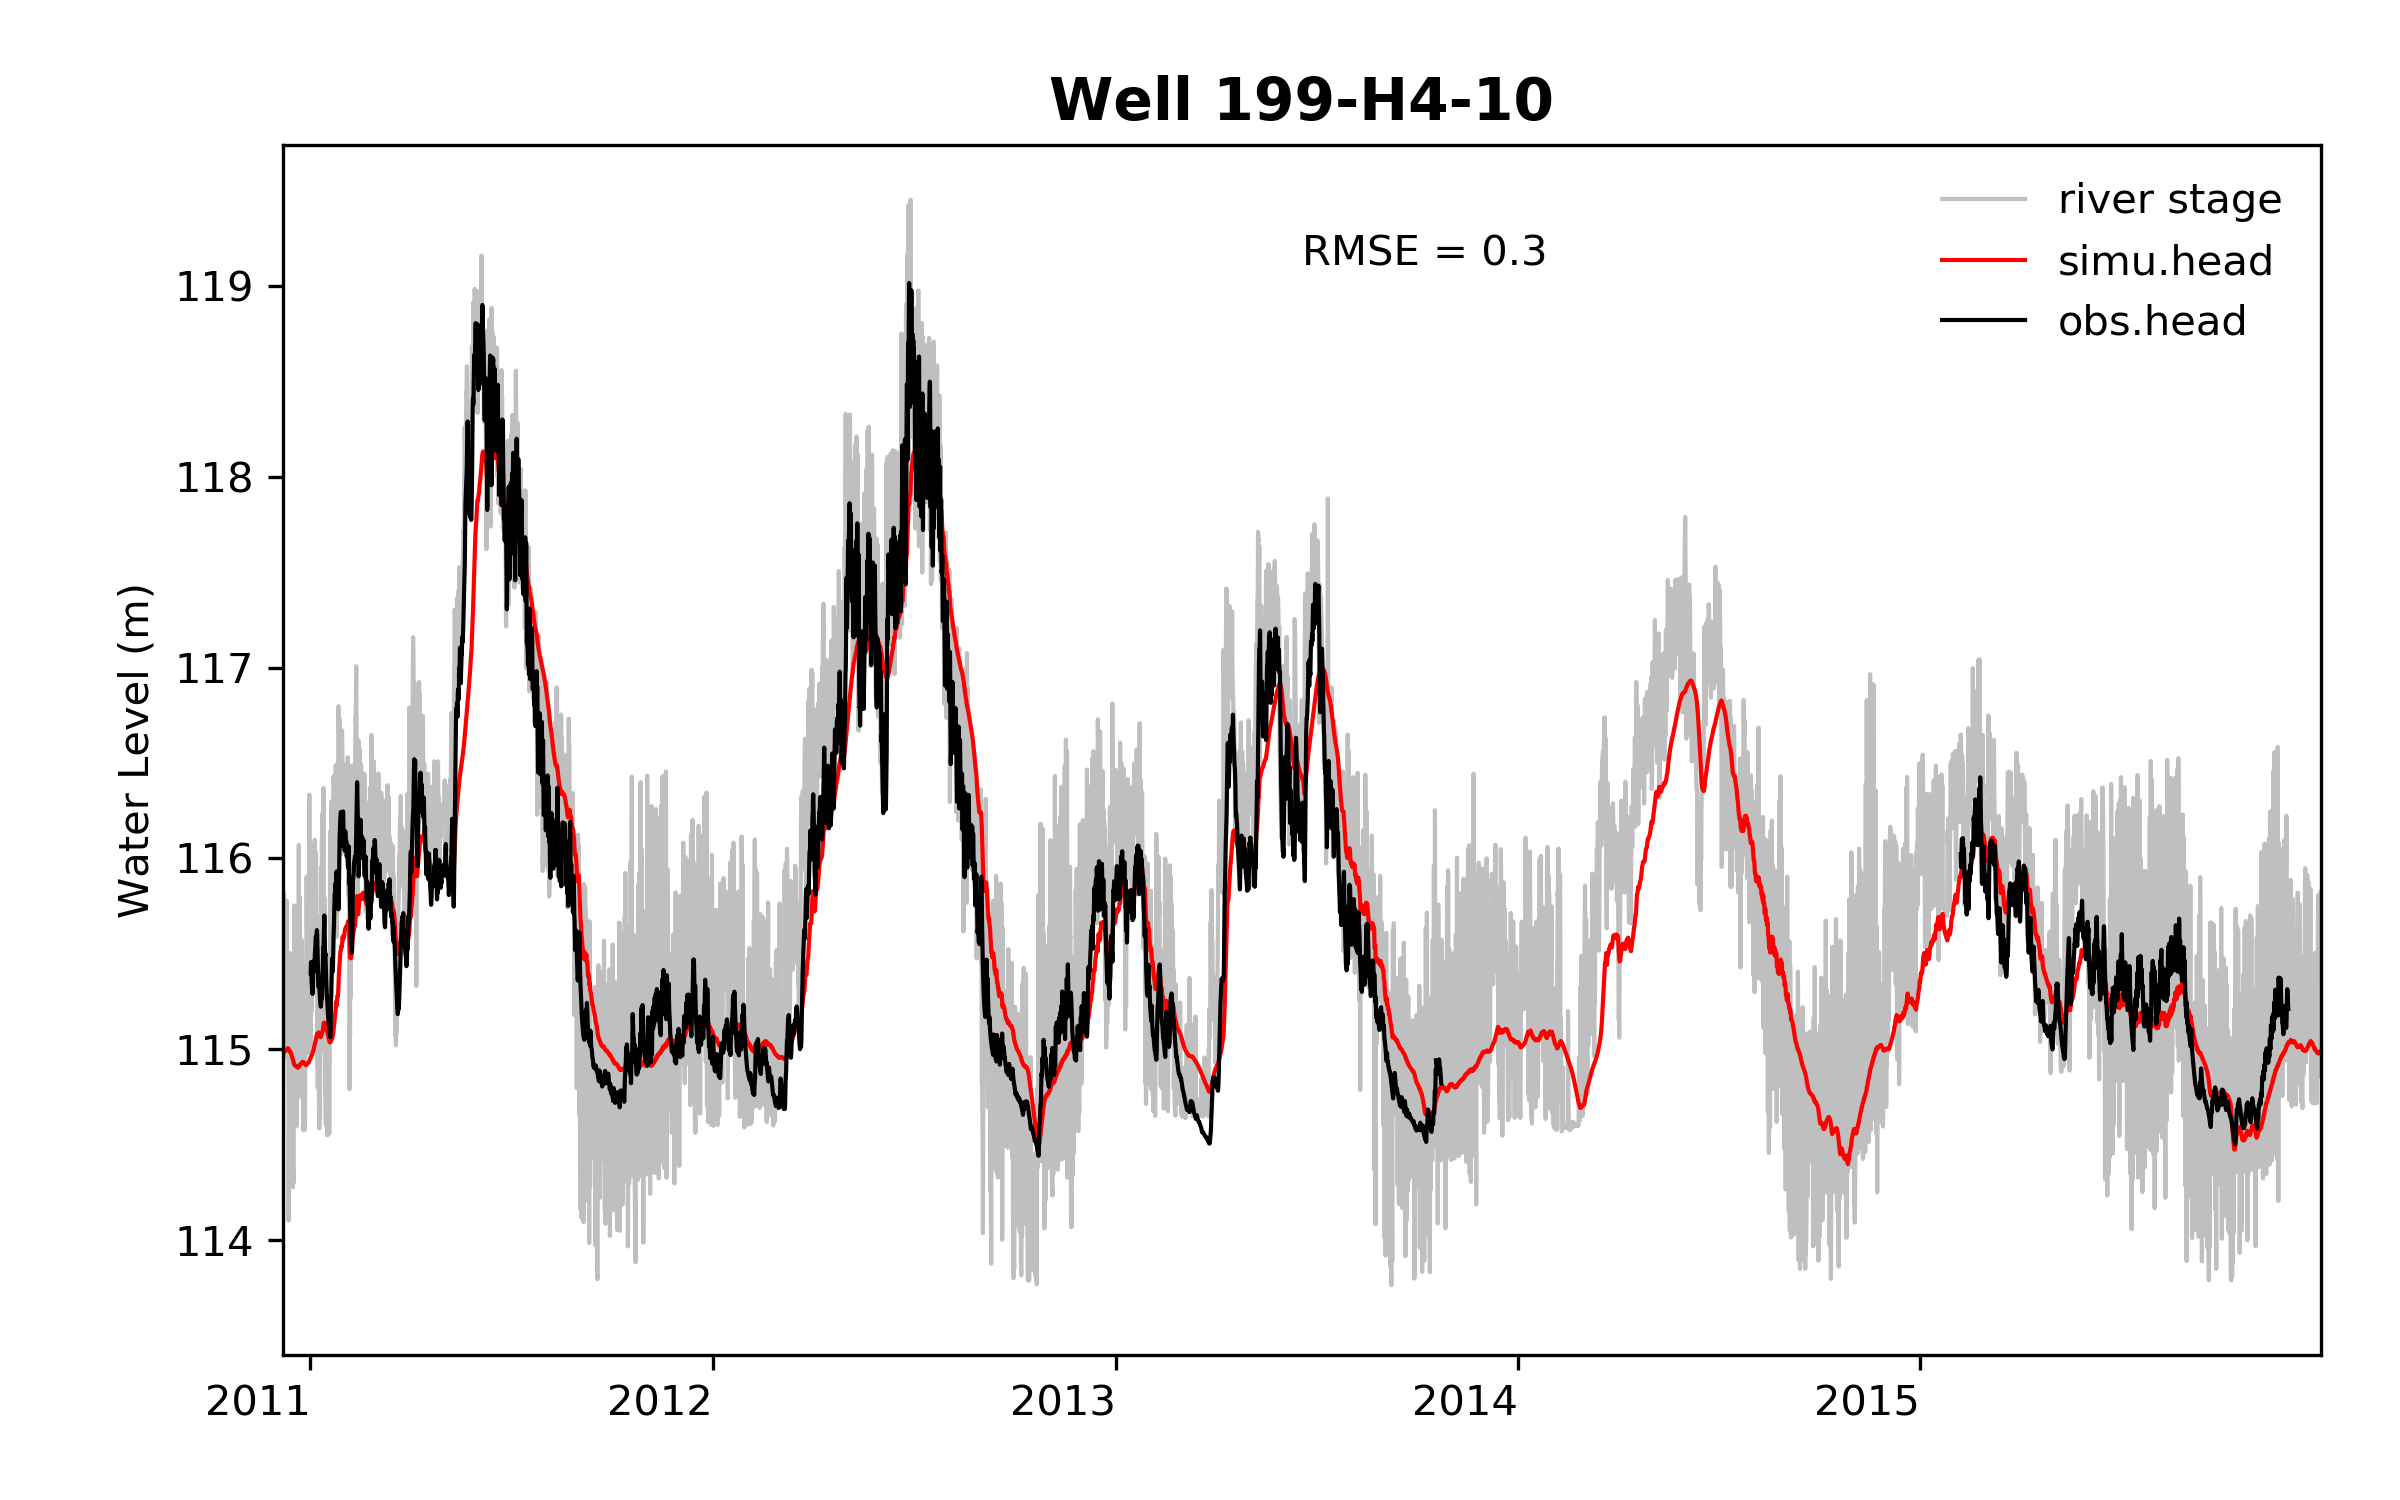 Well 199-H4-10
RMSE = 0.3
river stage
simu.head
obs.head
Water Level (m)
119
118
117
116
115
114
2011
2012
2013
2014
2015